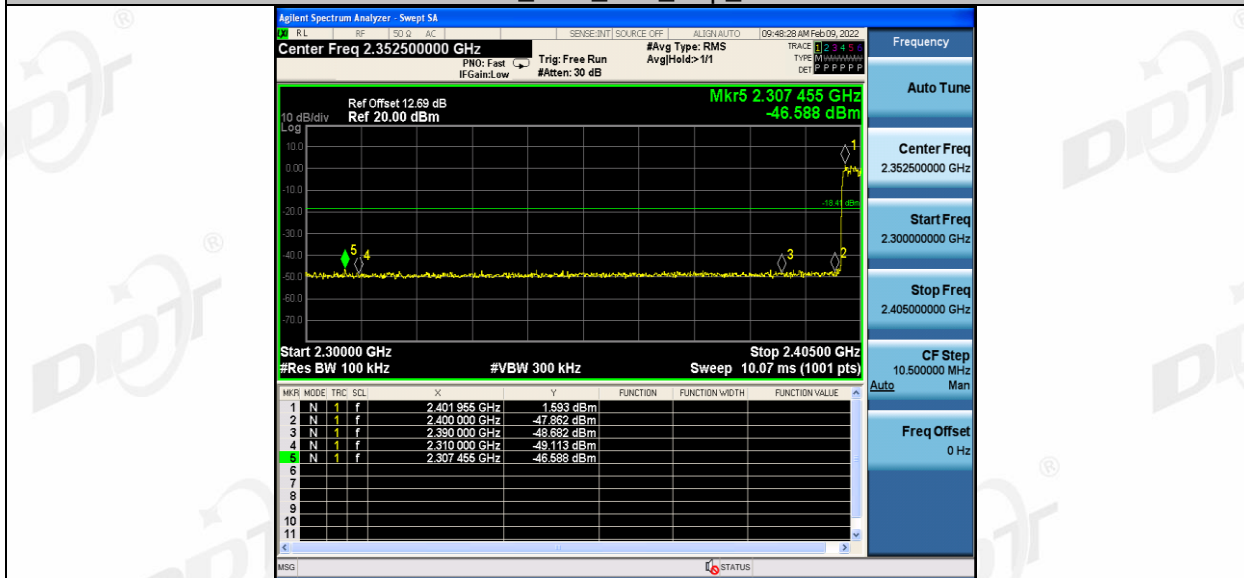 Agilent Spectrum Analyzer - Swept SA
RL RF 50 Ω AC SENSE:INT SOURCE OFF ALIGN AUTO 09:48:28 AM Feb 09, 2022
Center Freq 2.352500000 GHz
#Avg Type: RMS
TRACE 1 2 3 4 5 6
PNO: Fast Trig: Free Run Avg|Hold:>1/1
TYPE M
IFGain:Low #Atten: 30 dB
DET P P P P P P
Frequency
Auto Tune
Mkr5 2.307 455 GHz
-46.588 dBm
Ref Offset 12.69 dB
10 dB/div Ref 20.00 dBm
Log
10.0
0.00
-10.0
-20.0
-30.0
-40.0
-50.0
-60.0
-70.0
1
-18.41 dBm
5
4
3
2
Start 2.30000 GHz Stop 2.40500 GHz
#Res BW 100 kHz #VBW 300 kHz Sweep 10.07 ms (1001 pts)
Center Freq
2.352500000 GHz
Start Freq
2.300000000 GHz
Stop Freq
2.405000000 GHz
CF Step
10.500000 MHz
Auto Man
Freq Offset
0 Hz
MKR MODE TRC SCL X Y FUNCTION FUNCTION WIDTH FUNCTION VALUE
1 N 1 f 2.401 955 GHz 1.593 dBm
2 N 1 f 2.400 000 GHz -47.862 dBm
3 N 1 f 2.390 000 GHz -48.682 dBm
4 N 1 f 2.310 000 GHz -49.113 dBm
5 N 1 f 2.307 455 GHz -46.588 dBm
6
7
8
9
10
11
MSG STATUS
DDT
®